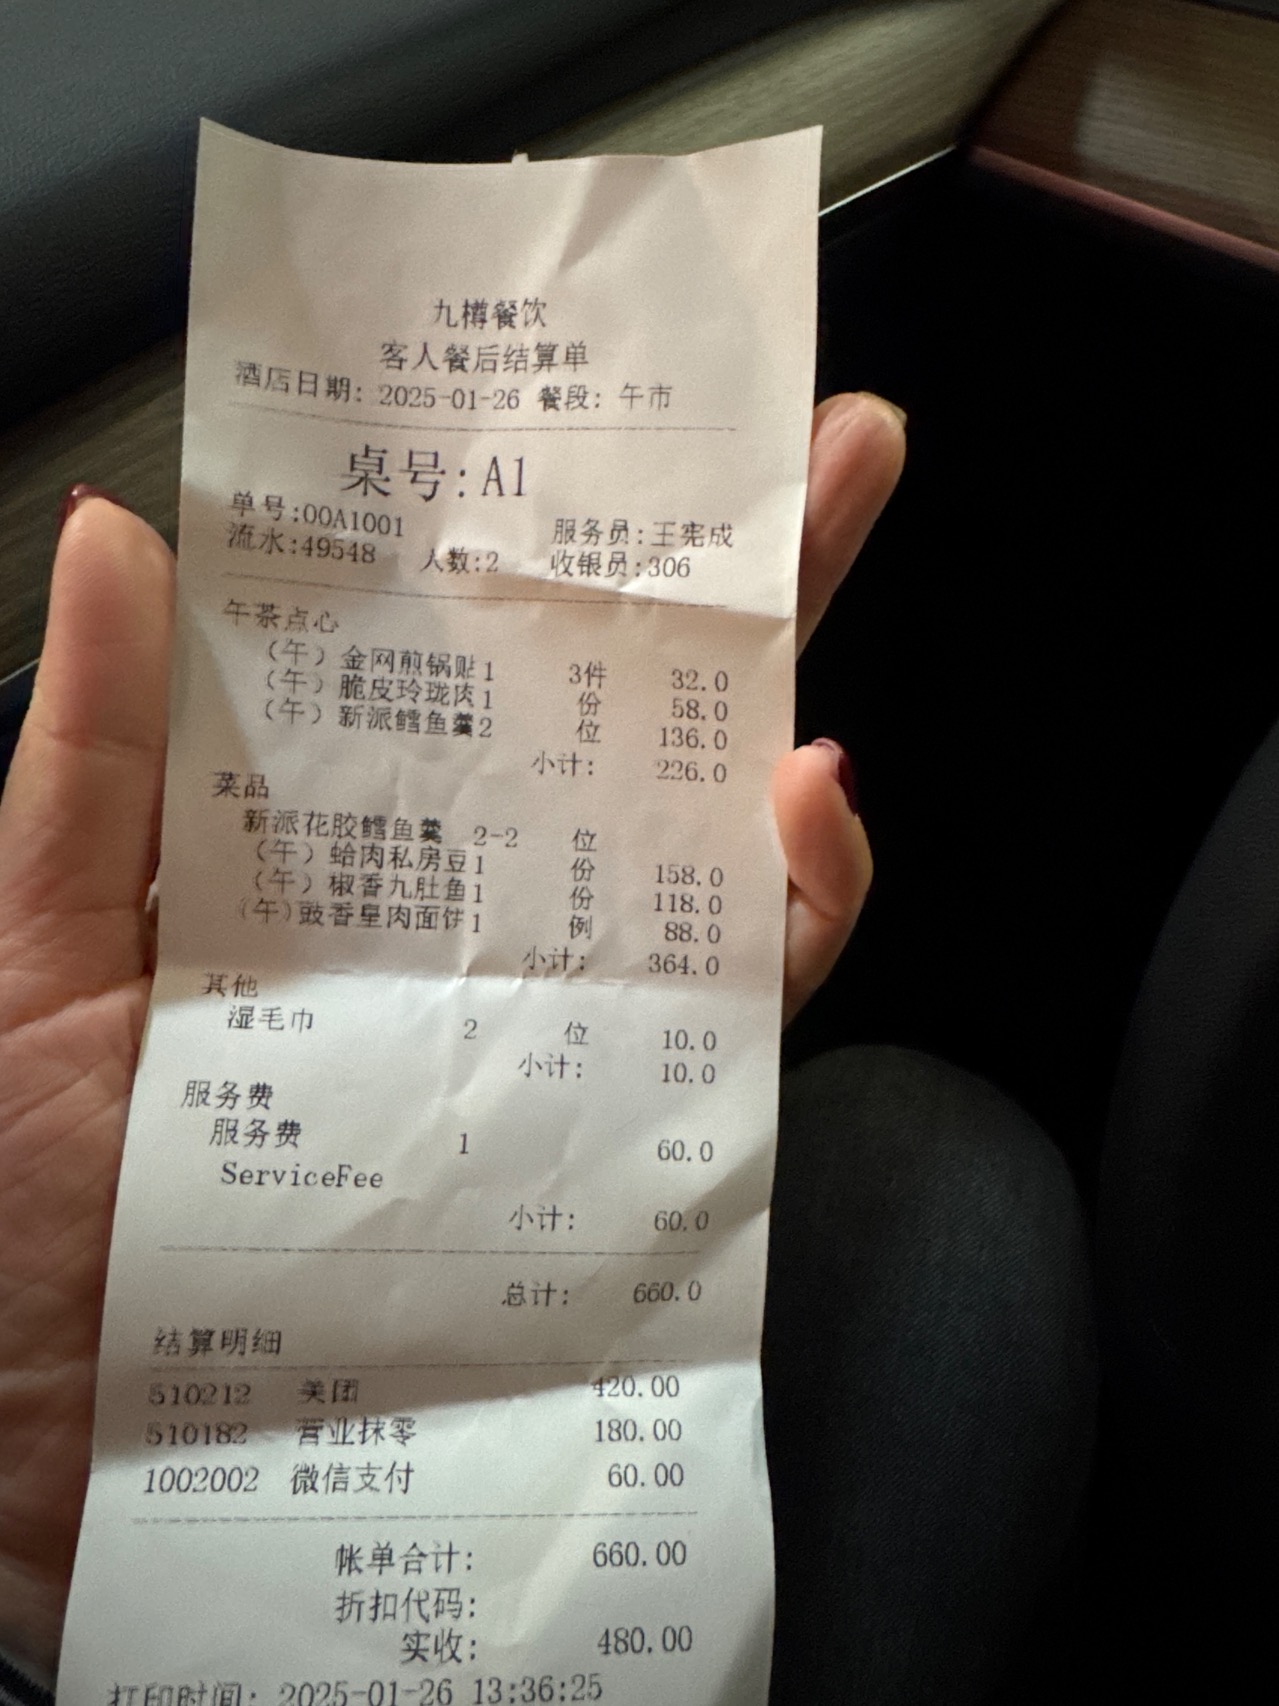 九樽餐饮
客人餐后结算单
酒店日期: 2025-01-26 餐段: 午市
桌号:A1
单号:00A1001 服务员:王宪成
流水:49548 人数:2 收银员:306
午茶点心
(午) 金网煎锅贴1 3件 32.0
(午) 脆皮玲珑肉1 份 58.0
(午) 新派鳕鱼羹2 位 136.0
小计: 226.0
菜品
新派花胶鳕鱼羹 2-2 位
(午) 蛤肉私房豆1 份 158.0
(午) 椒香九肚鱼1 份 118.0
(午)豉香皇肉面饼1 例 88.0
小计: 364.0
其他
湿毛巾 2 位 10.0
小计: 10.0
服务费
服务费 1 60.0
ServiceFee
小计: 60.0
总计: 660.0
结算明细
510212 美团 420.00
510182 营业抹零 180.00
1002002 微信支付 60.00
帐单合计: 660.00
折扣代码:
实收: 480.00
打印时间: 2025-01-26 13:36:25